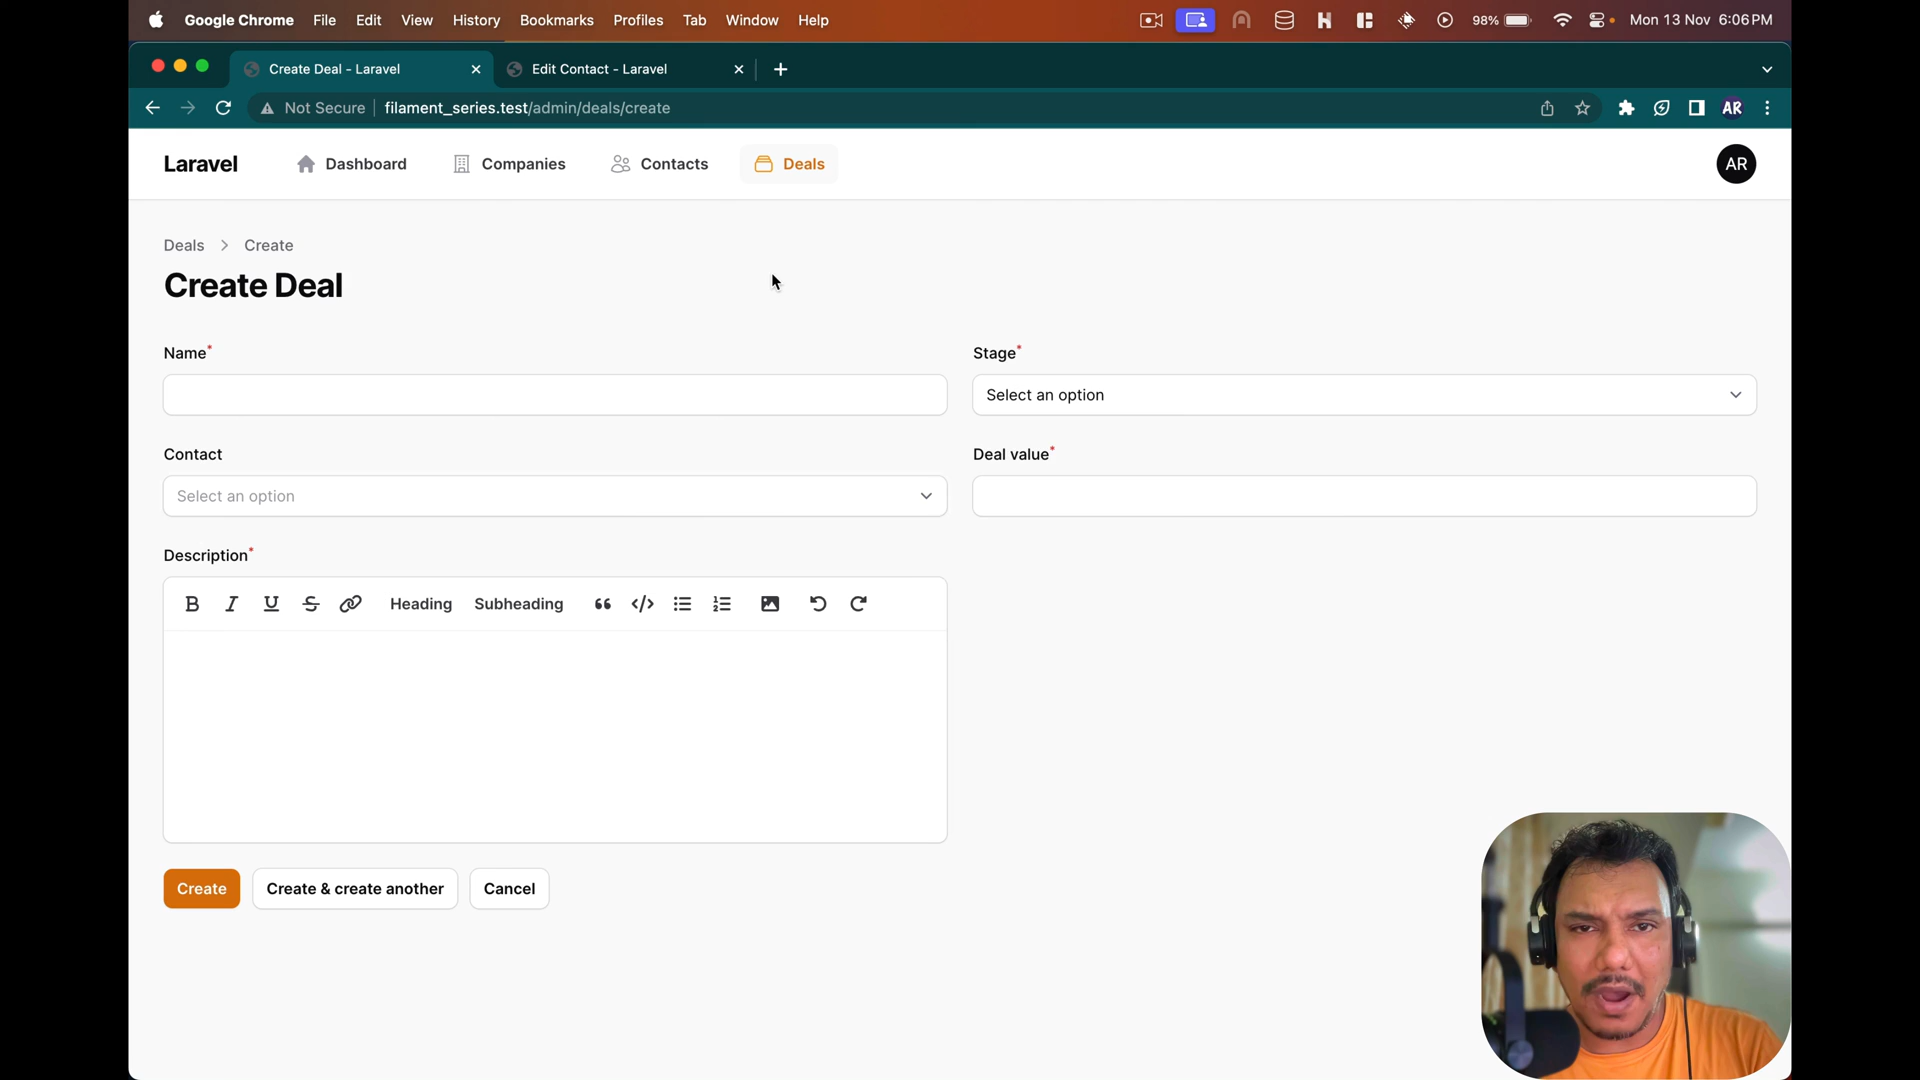 Google Chrome File Edit View History Bookmarks Profiles Tab Window Help 98% Mon 13 Nov 6:06 PM
Create Deal - Laravel Edit Contact - Laravel
Not Secure filament_series.test/admin/deals/create AR
Laravel Dashboard Companies Contacts Deals AR
Deals > Create
Create Deal
Name* Stage*
Select an option
Contact Deal value*
Select an option
Description*
B I U S Heading Subheading
Create Create & create another Cancel